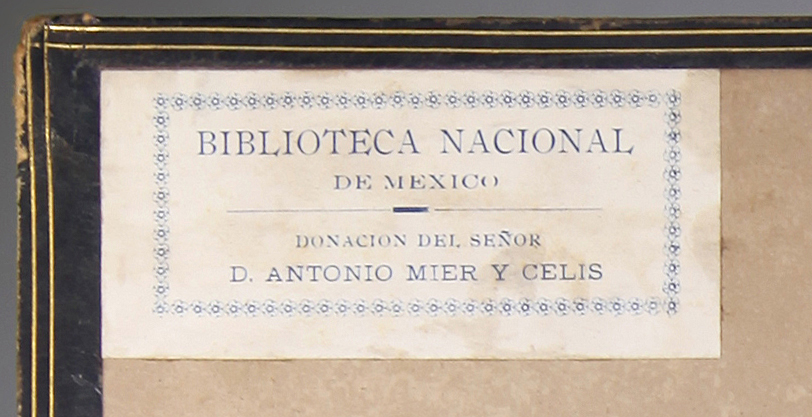 BIBLIOTECA NACIONAL
DE MEXICO
DONACION DEL SEÑOR
D. ANTONIO MIER Y CELIS